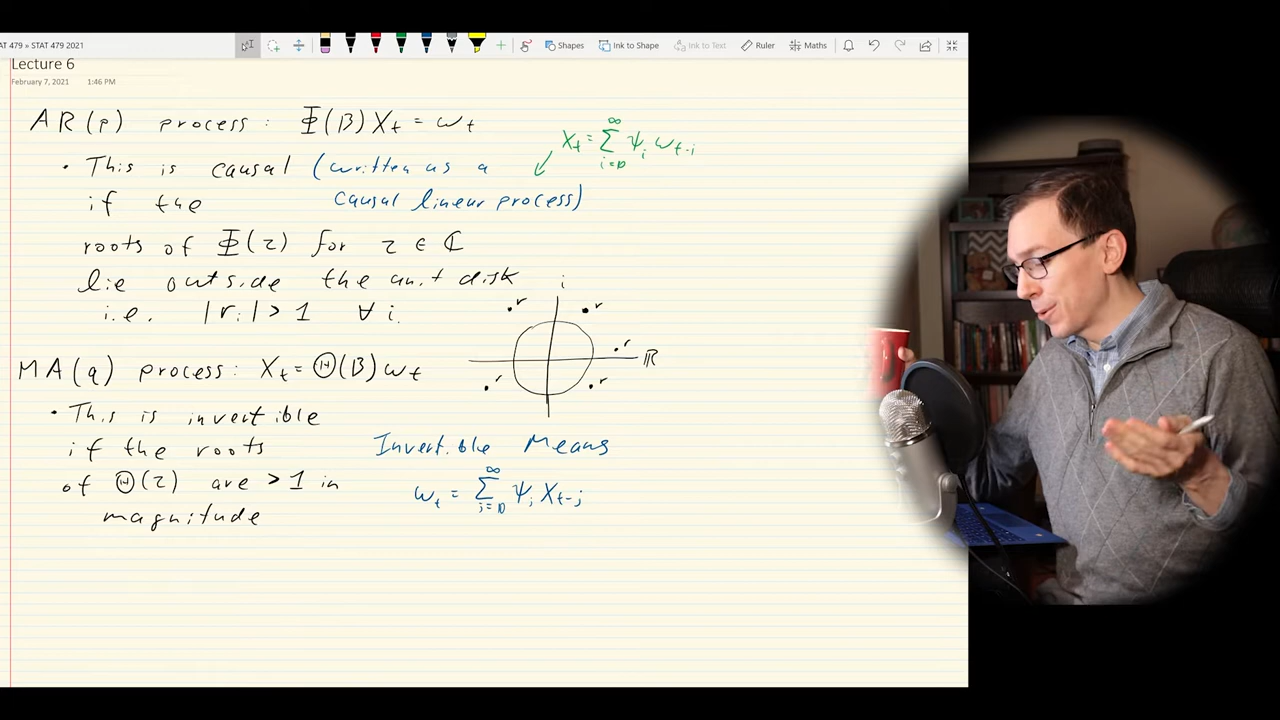 AT 479 > STAT 479 2021
Shapes
Ink to Shape
Ink to Text
Ruler
Maths
Lecture 6
February 7, 2021 1:46 PM
AR(p) process: Φ(B)Xₜ = wₜ
Xₜ = Σ_{i=0}^{∞} ψᵢ wₜ₋ᵢ
• This is causal (written as a
if the causal linear process)
roots of Φ(z) for z ∈ ℂ
lie outside the unit disk
i.e. |rᵢ| > 1 ∀ i.
i
r r
r
ℝ
r r
MA(q) process: Xₜ = Θ(B)wₜ
• This is invertible
if the roots
of Θ(z) are > 1 in
magnitude
Invertible Means
wₜ = Σ_{j=0}^{∞} ψⱼ Xₜ₋ⱼ